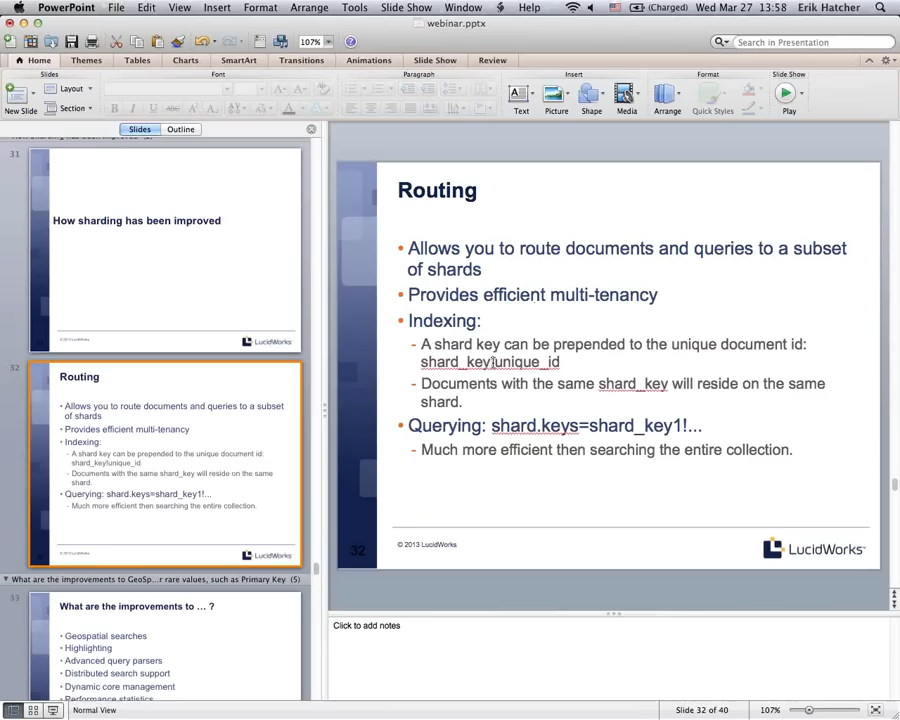 PowerPoint File Edit View Insert Format Arrange Tools Slide Show Window Help (Charged) Wed Mar 27 13:58 Erik Hatcher
webinar.pptx
107% Search in Presentation
Home Themes Tables Charts SmartArt Transitions Animations Slide Show Review
Slides Font Paragraph Insert Format Slide Show
Layout
Section
New Slide Text Picture Shape Media Arrange Quick Styles Play
Slides Outline
31
How sharding has been improved
© 2013 LucidWorks
LucidWorks
32
Routing
• Allows you to route documents and queries to a subset
of shards
• Provides efficient multi-tenancy
• Indexing:
- A shard key can be prepended to the unique document id:
shard_key!unique_id
- Documents with the same shard_key will reside on the same
shard.
• Querying: shard.keys=shard_key1!...
- Much more efficient then searching the entire collection.
© 2013 LucidWorks
LucidWorks
What are the improvements to GeoSp...r rare values, such as Primary Key (5)
33
What are the improvements to ... ?
• Geospatial searches
• Highlighting
• Advanced query parsers
• Distributed search support
• Dynamic core management
• Performance statistics
Routing
• Allows you to route documents and queries to a subset
of shards
• Provides efficient multi-tenancy
• Indexing:
- A shard key can be prepended to the unique document id:
shard_key!unique_id
- Documents with the same shard_key will reside on the same
shard.
• Querying: shard.keys=shard_key1!...
- Much more efficient then searching the entire collection.
32
© 2013 LucidWorks
LucidWorks
Click to add notes
Normal View Slide 32 of 40 107%